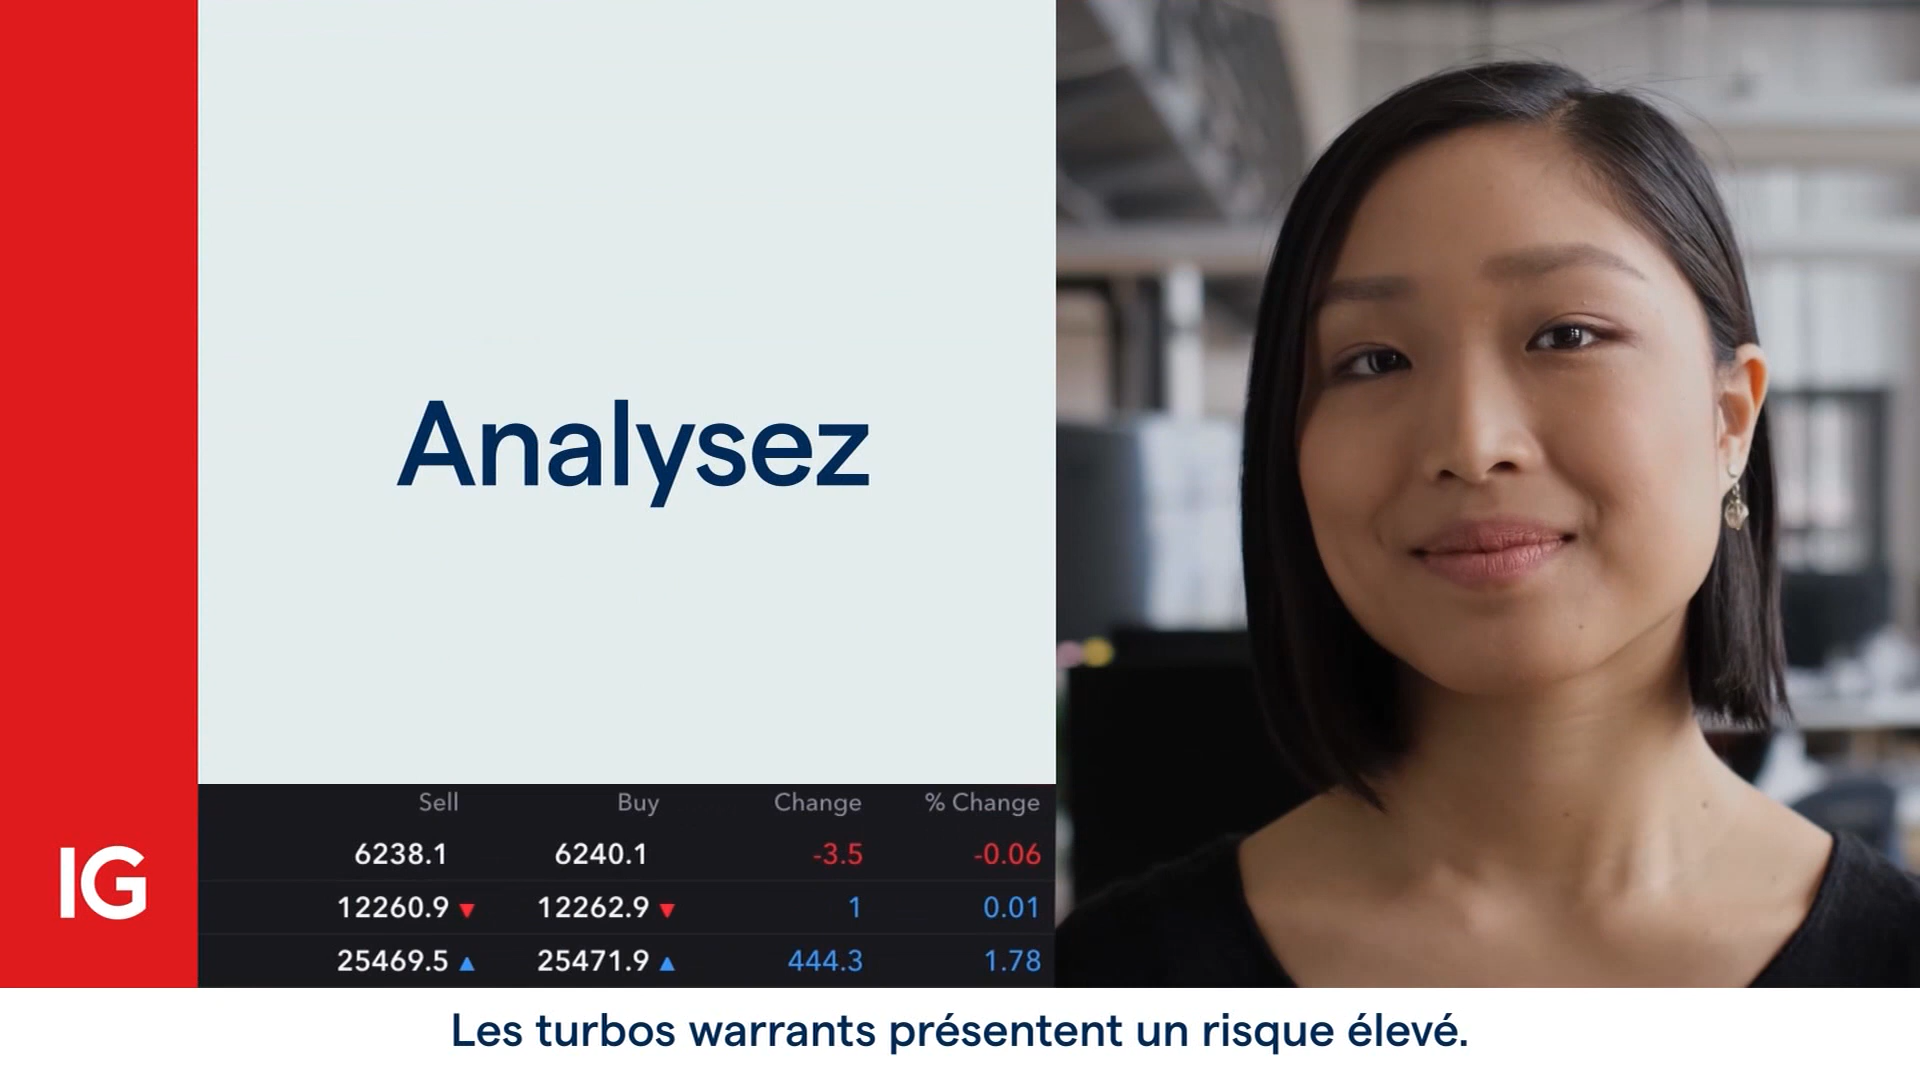 Analysez
IG
Sell Buy Change % Change
6238.1 6240.1 -3.5 -0.06
12260.9 12262.9 1 0.01
25469.5 25471.9 444.3 1.78
Les turbos warrants présentent un risque élevé.